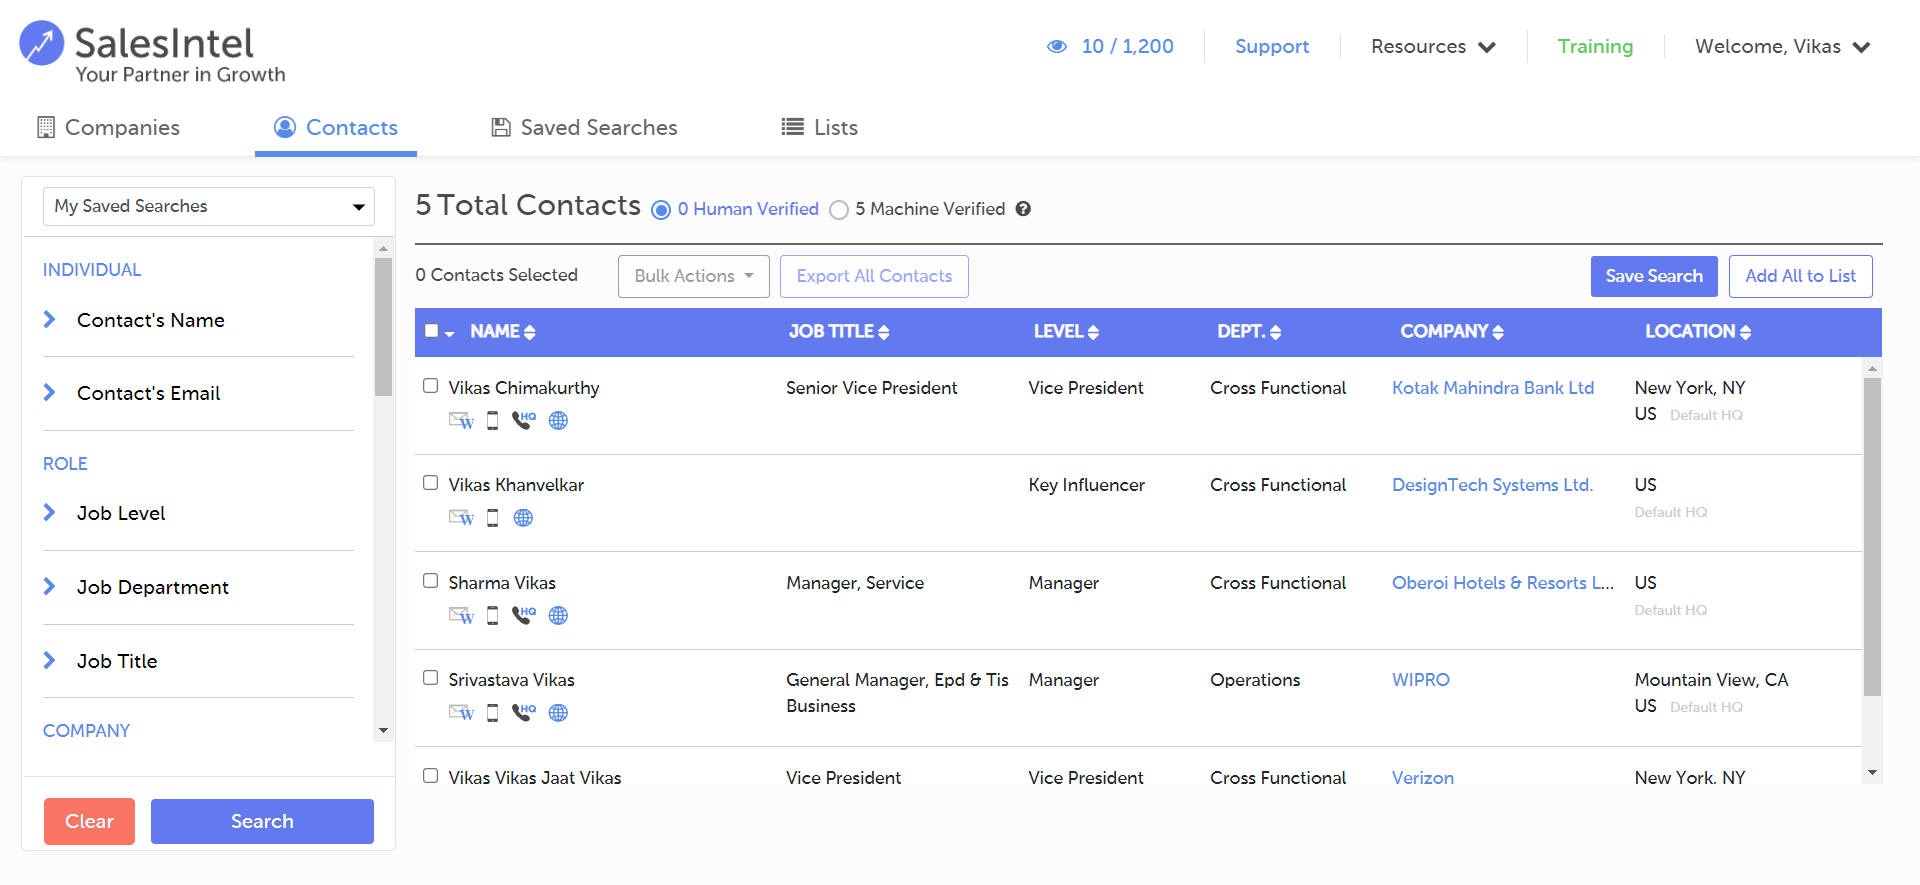 SalesIntel
Your Partner in Growth
10 / 1,200
Support
Resources
Training
Welcome, Vikas
Companies
Contacts
Saved Searches
Lists
My Saved Searches
INDIVIDUAL
Contact's Name
Contact's Email
ROLE
Job Level
Job Department
Job Title
COMPANY
Clear
Search
5 Total Contacts
0 Human Verified
5 Machine Verified
?
0 Contacts Selected
Bulk Actions
Export All Contacts
Save Search
Add All to List
NAME JOB TITLE LEVEL DEPT. COMPANY LOCATION
Vikas Chimakurthy Senior Vice President Vice President Cross Functional Kotak Mahindra Bank Ltd New York, NY
W HQ US Default HQ
Vikas Khanvelkar Key Influencer Cross Functional DesignTech Systems Ltd. US
W Default HQ
Sharma Vikas Manager, Service Manager Cross Functional Oberoi Hotels & Resorts L... US
W HQ Default HQ
Srivastava Vikas General Manager, Epd & Tis Manager Operations WIPRO Mountain View, CA
W HQ Business US Default HQ
Vikas Vikas Jaat Vikas Vice President Vice President Cross Functional Verizon New York, NY